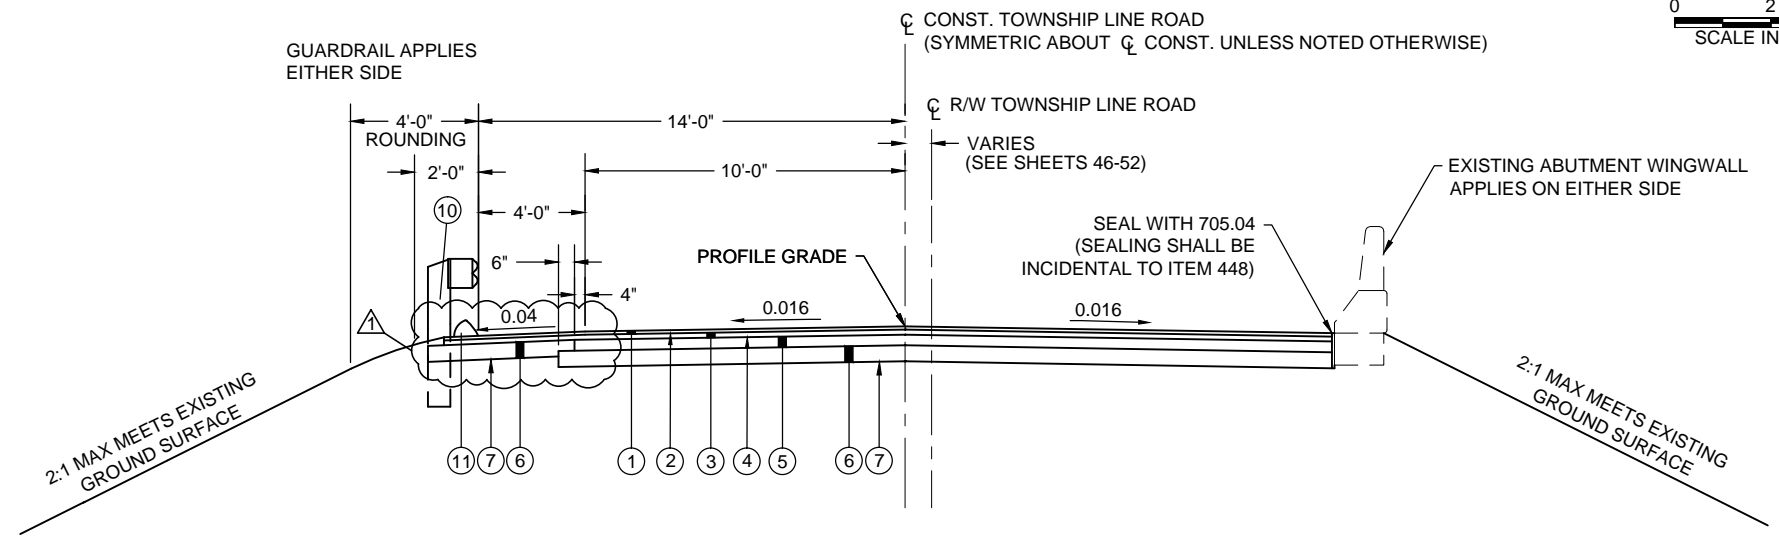 0 2
SCALE IN
℄ CONST. TOWNSHIP LINE ROAD
(SYMMETRIC ABOUT ℄ CONST. UNLESS NOTED OTHERWISE)
GUARDRAIL APPLIES
EITHER SIDE
℄ R/W TOWNSHIP LINE ROAD
4'-0"
14'-0"
ROUNDING
VARIES
(SEE SHEETS 46-52)
2'-0"
10'-0"
EXISTING ABUTMENT WINGWALL
APPLIES ON EITHER SIDE
10
4'-0"
SEAL WITH 705.04
(SEALING SHALL BE
INCIDENTAL TO ITEM 448)
6"
PROFILE GRADE
4"
1
0.04
0.016
0.016
2:1 MAX MEETS EXISTING
GROUND SURFACE
2:1 MAX MEETS EXISTING
GROUND SURFACE
11 7 6 1 2 3 4 5 6 7